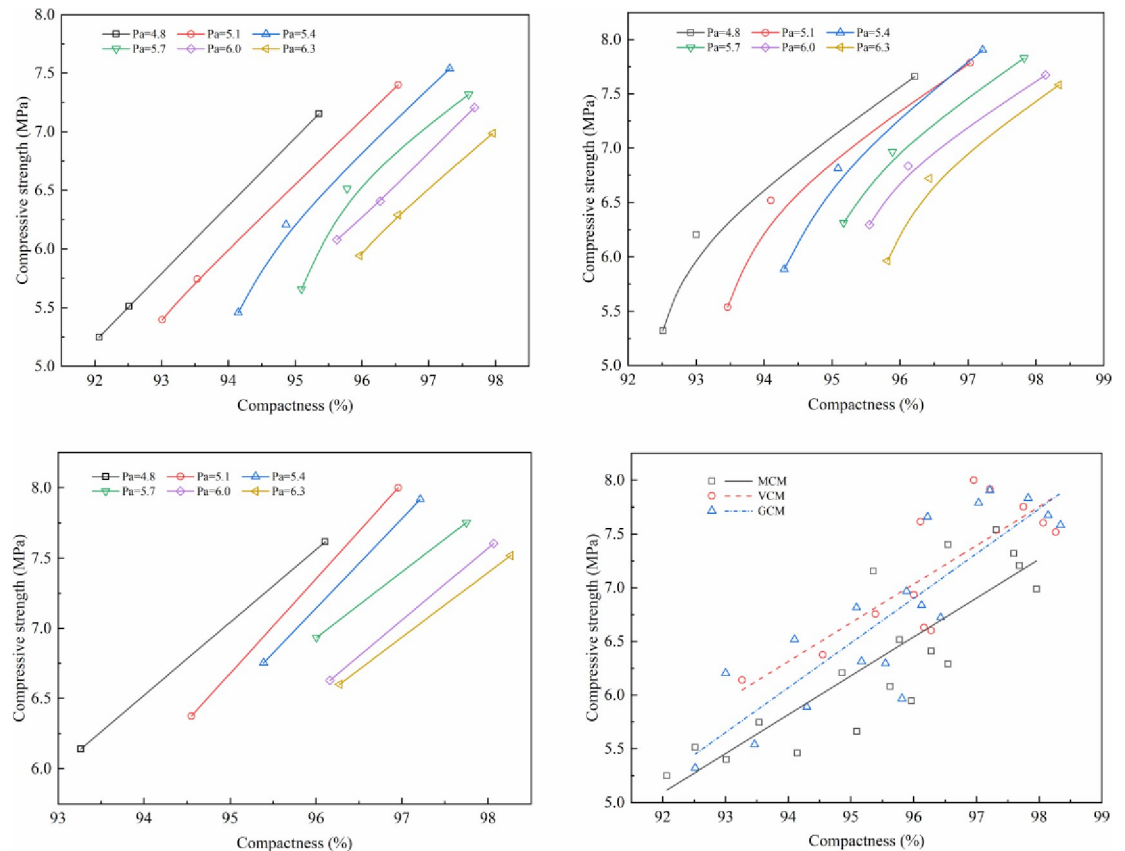 Pa=4.8 Pa=5.1 Pa=5.4
Pa=5.7 Pa=6.0 Pa=6.3
8.0
7.5
7.0
6.5
6.0
5.5
5.0
Compressive strength (MPa)
92 93 94 95 96 97 98
Compactness (%)
Pa=4.8 Pa=5.1 Pa=5.4
Pa=5.7 Pa=6.0 Pa=6.3
8.0
7.5
7.0
6.5
6.0
5.5
5.0
Compressive strength (MPa)
92 93 94 95 96 97 98 99
Compactness (%)
Pa=4.8 Pa=5.1 Pa=5.4
Pa=5.7 Pa=6.0 Pa=6.3
8.0
7.5
7.0
6.5
6.0
Compressive strength (MPa)
93 94 95 96 97 98
Compactness (%)
MCM
VCM
GCM
8.0
7.5
7.0
6.5
6.0
5.5
5.0
Compressive strength (MPa)
92 93 94 95 96 97 98 99
Compactness (%)